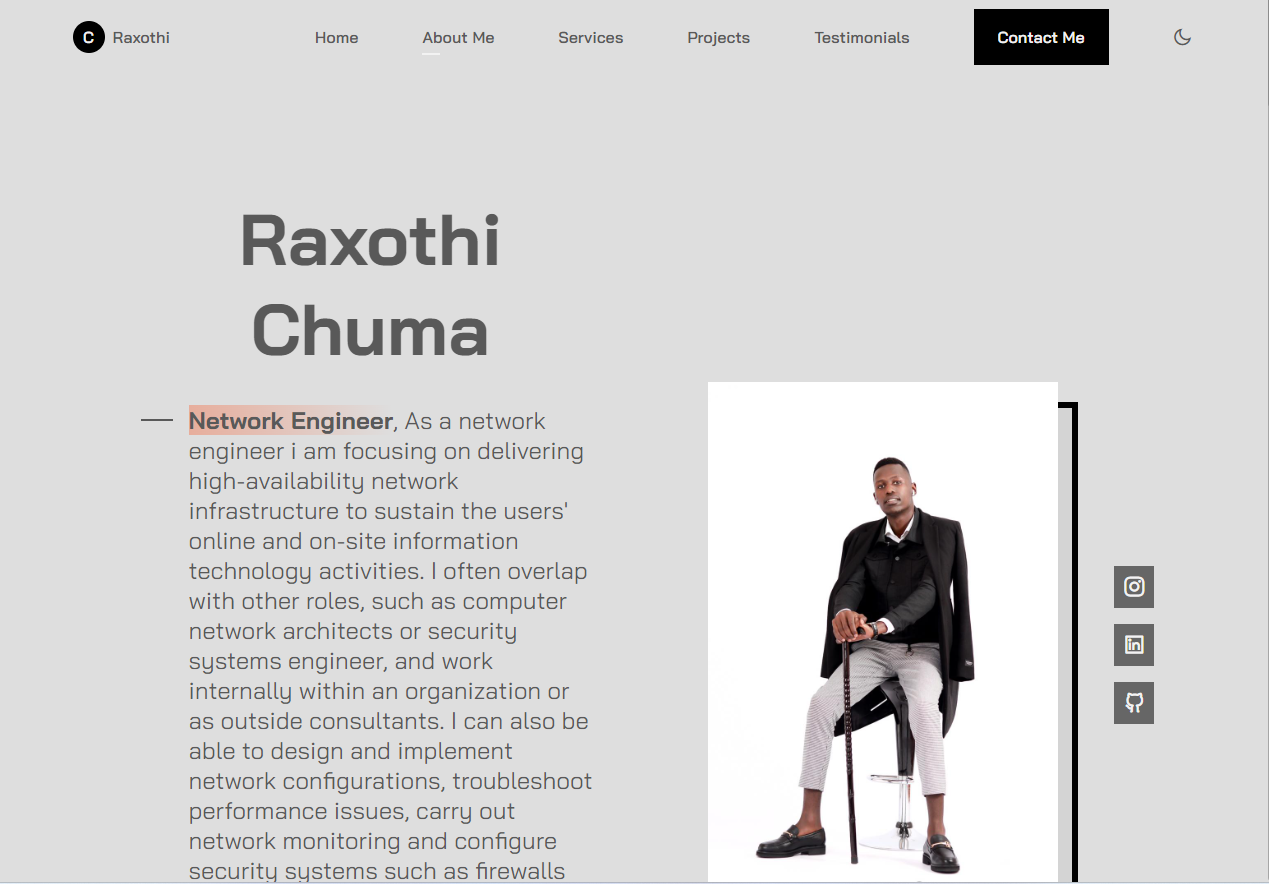 C Raxothi
Home
About Me
Services
Projects
Testimonials
Contact Me
Raxothi
Chuma
Network Engineer, As a network
engineer i am focusing on delivering
high-availability network
infrastructure to sustain the users'
online and on-site information
technology activities. I often overlap
with other roles, such as computer
network architects or security
systems engineer, and work
internally within an organization or
as outside consultants. I can also be
able to design and implement
network configurations, troubleshoot
performance issues, carry out
network monitoring and configure
security systems such as firewalls